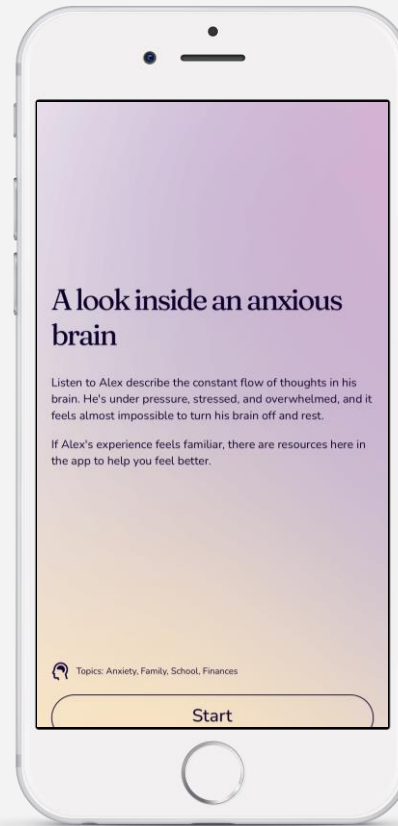 A look inside an anxious
brain
Listen to Alex describe the constant flow of thoughts in his
brain. He's under pressure, stressed, and overwhelmed, and it
feels almost impossible to turn his brain off and rest.
If Alex's experience feels familiar, there are resources here in
the app to help you feel better.
Topics: Anxiety, Family, School, Finances
Start